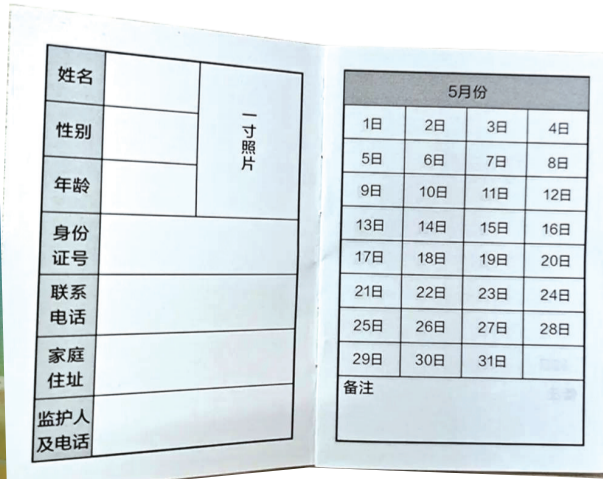 姓名
一寸照片
性别
年龄
身份
证号
联系
电话
家庭
住址
监护人
及电话
5月份
1日 2日 3日 4日
5日 6日 7日 8日
9日 10日 11日 12日
13日 14日 15日 16日
17日 18日 19日 20日
21日 22日 23日 24日
25日 26日 27日 28日
29日 30日 31日
备注